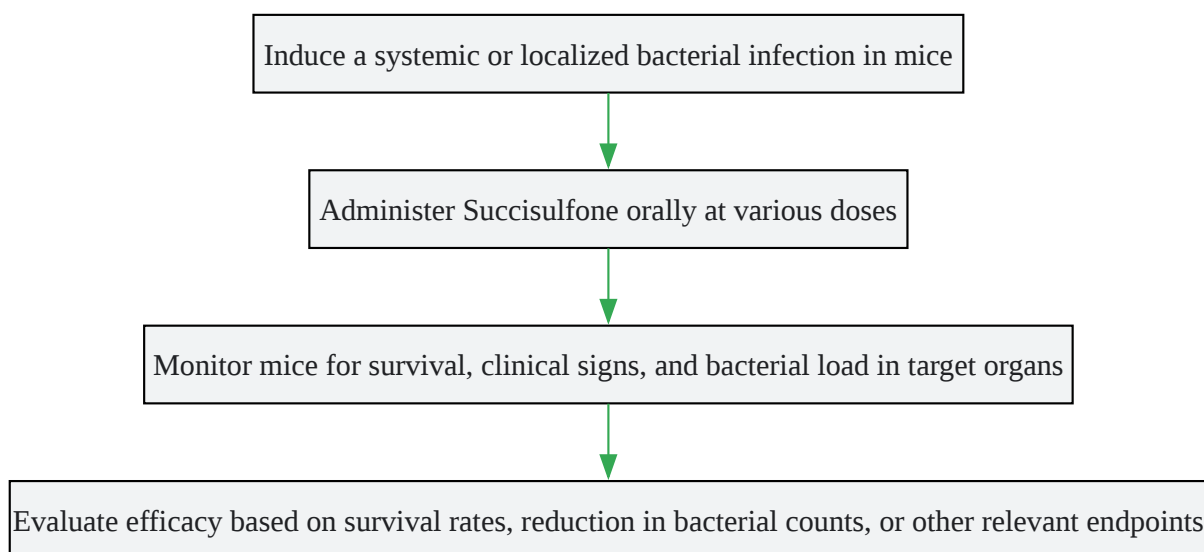 Induce a systemic or localized bacterial infection in mice
Administer Succisulfone orally at various doses
Monitor mice for survival, clinical signs, and bacterial load in target organs
Evaluate efficacy based on survival rates, reduction in bacterial counts, or other relevant endpoints